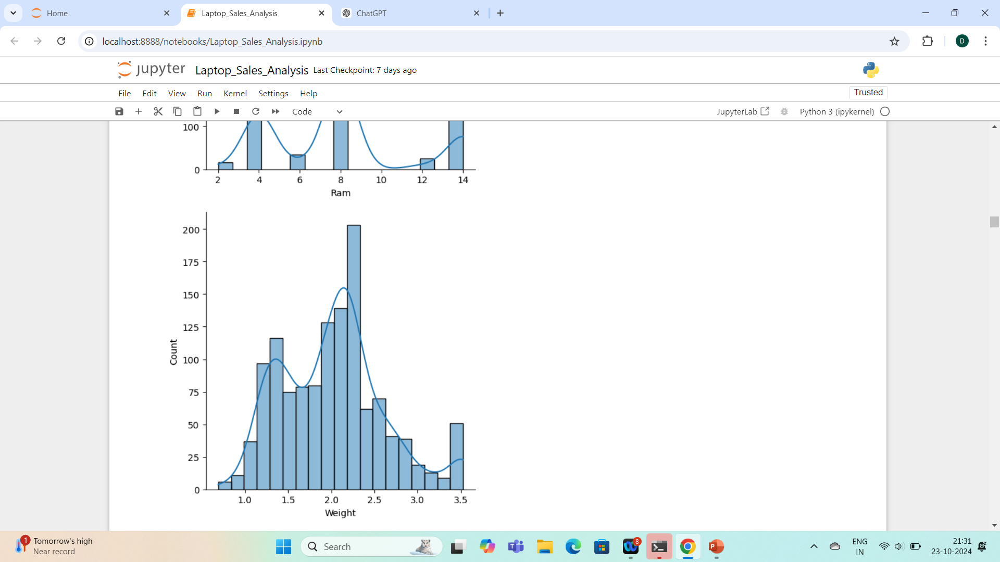 Home
Laptop_Sales_Analysis
ChatGPT
localhost:8888/notebooks/Laptop_Sales_Analysis.ipynb
D
jupyter Laptop_Sales_Analysis Last Checkpoint: 7 days ago
File Edit View Run Kernel Settings Help
Trusted
Code
JupyterLab
Python 3 (ipykernel)
100
0
2 4 6 8 10 12 14
Ram
200
175
150
125
100
75
50
25
0
Count
1.0 1.5 2.0 2.5 3.0 3.5
Weight
1
Tomorrow's high
Near record
Search
8
ENG
IN
21:31
23-10-2024